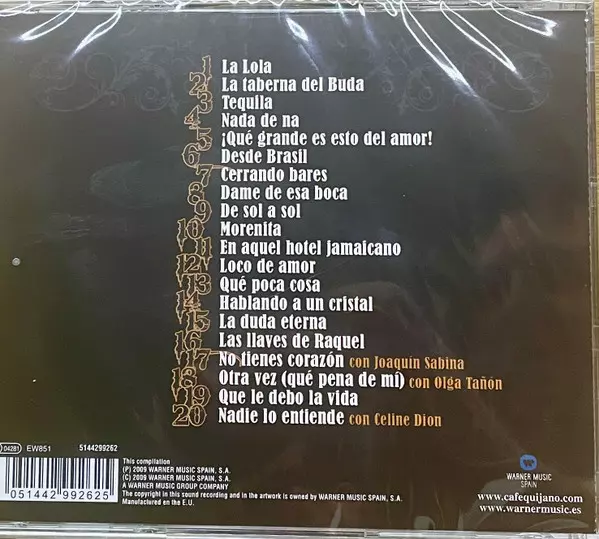 1 La Lola
2 La taberna del Buda
3 Tequila
4 Nada de na
5 ¡Qué grande es esto del amor!
6 Desde Brasil
7 Cerrando bares
8 Dame de esa boca
9 De sol a sol
10 Morenita
11 En aquel hotel jamaicano
12 Loco de amor
13 Qué poca cosa
14 Hablando a un cristal
15 La duda eterna
16 Las llaves de Raquel
17 No tienes corazón con Joaquín Sabina
18 Otra vez (qué pena de mí) con Olga Tañón
19 Que le debo la vida
20 Nadie lo entiende con Celine Dion
04281 EW851 5144299262
051442 992625
This compilation
(P) 2009 WARNER MUSIC SPAIN, S.A.
(C) 2009 WARNER MUSIC SPAIN, S.A.
A WARNER MUSIC GROUP COMPANY
The copyright in this sound recording and in the artwork is owned by WARNER MUSIC SPAIN, S.A.
Manufactured en the E.U.
WARNER MUSIC
SPAIN
www.cafequijano.com
www.warnermusic.es